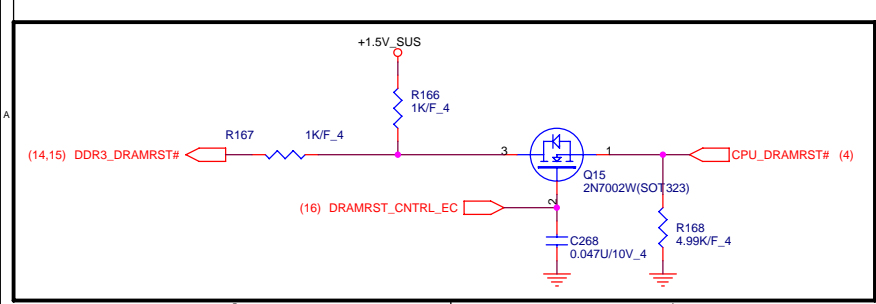 +1.5V_SUS
R166
1K/F_4
A
R167
1K/F_4
(14,15) DDR3_DRAMRST#
3
1
CPU_DRAMRST# (4)
Q15
2N7002W(SOT323)
(16) DRAMRST_CNTRL_EC
2
R168
4.99K/F_4
C268
0.047U/10V_4